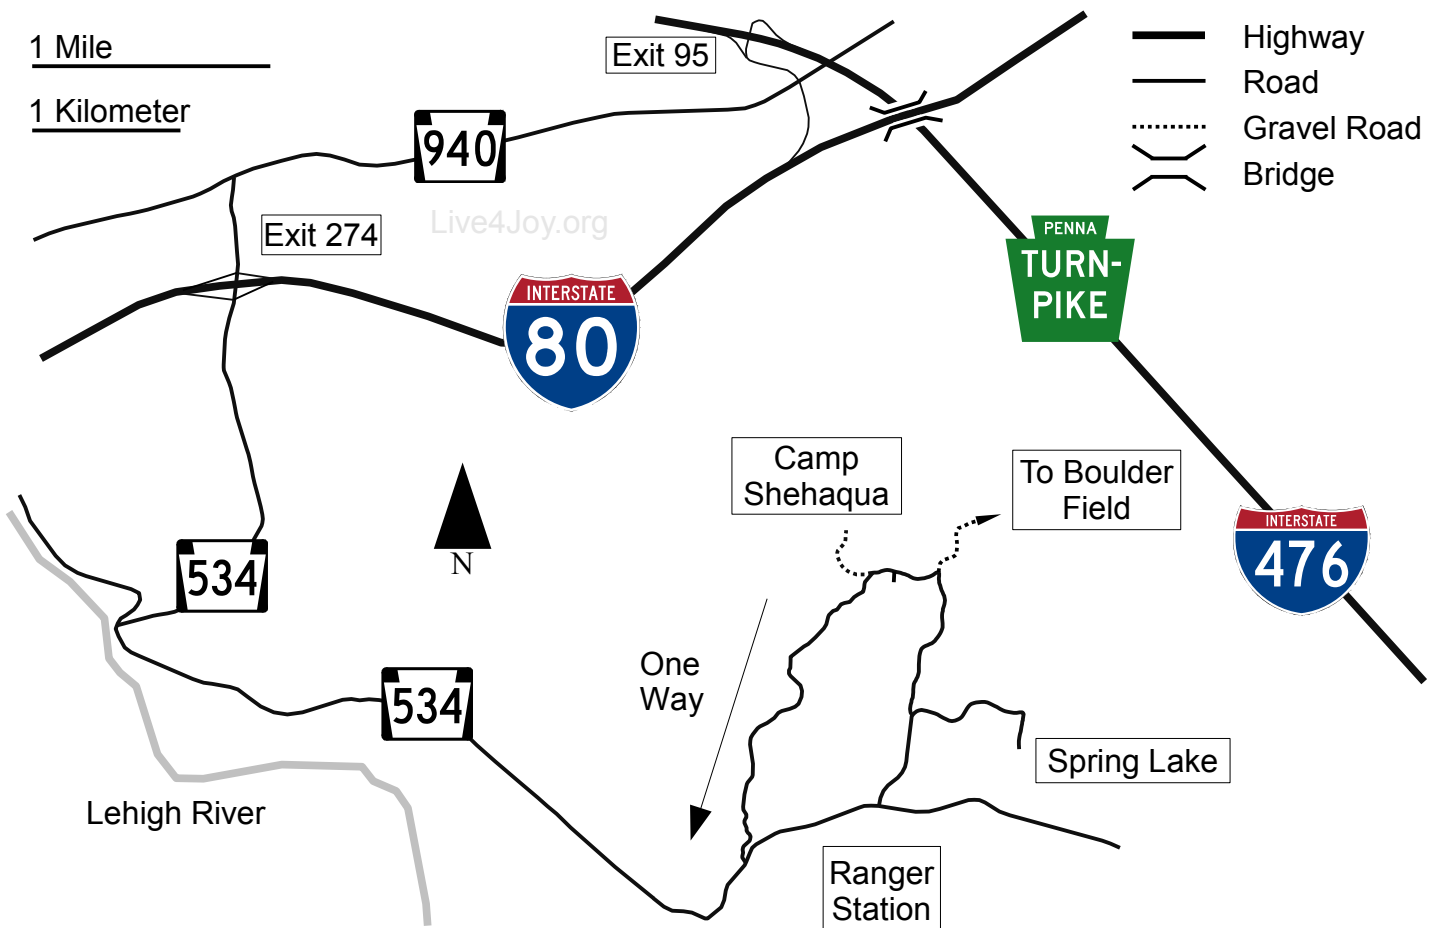 1 Mile
1 Kilometer
Exit 95
Highway
Road
Gravel Road
Bridge
940
Live4Joy.org
Exit 274
PENNA
TURN-
PIKE
INTERSTATE
80
Camp
Shehaqua
To Boulder
Field
INTERSTATE
476
N
534
One
Way
534
Spring Lake
Lehigh River
Ranger
Station